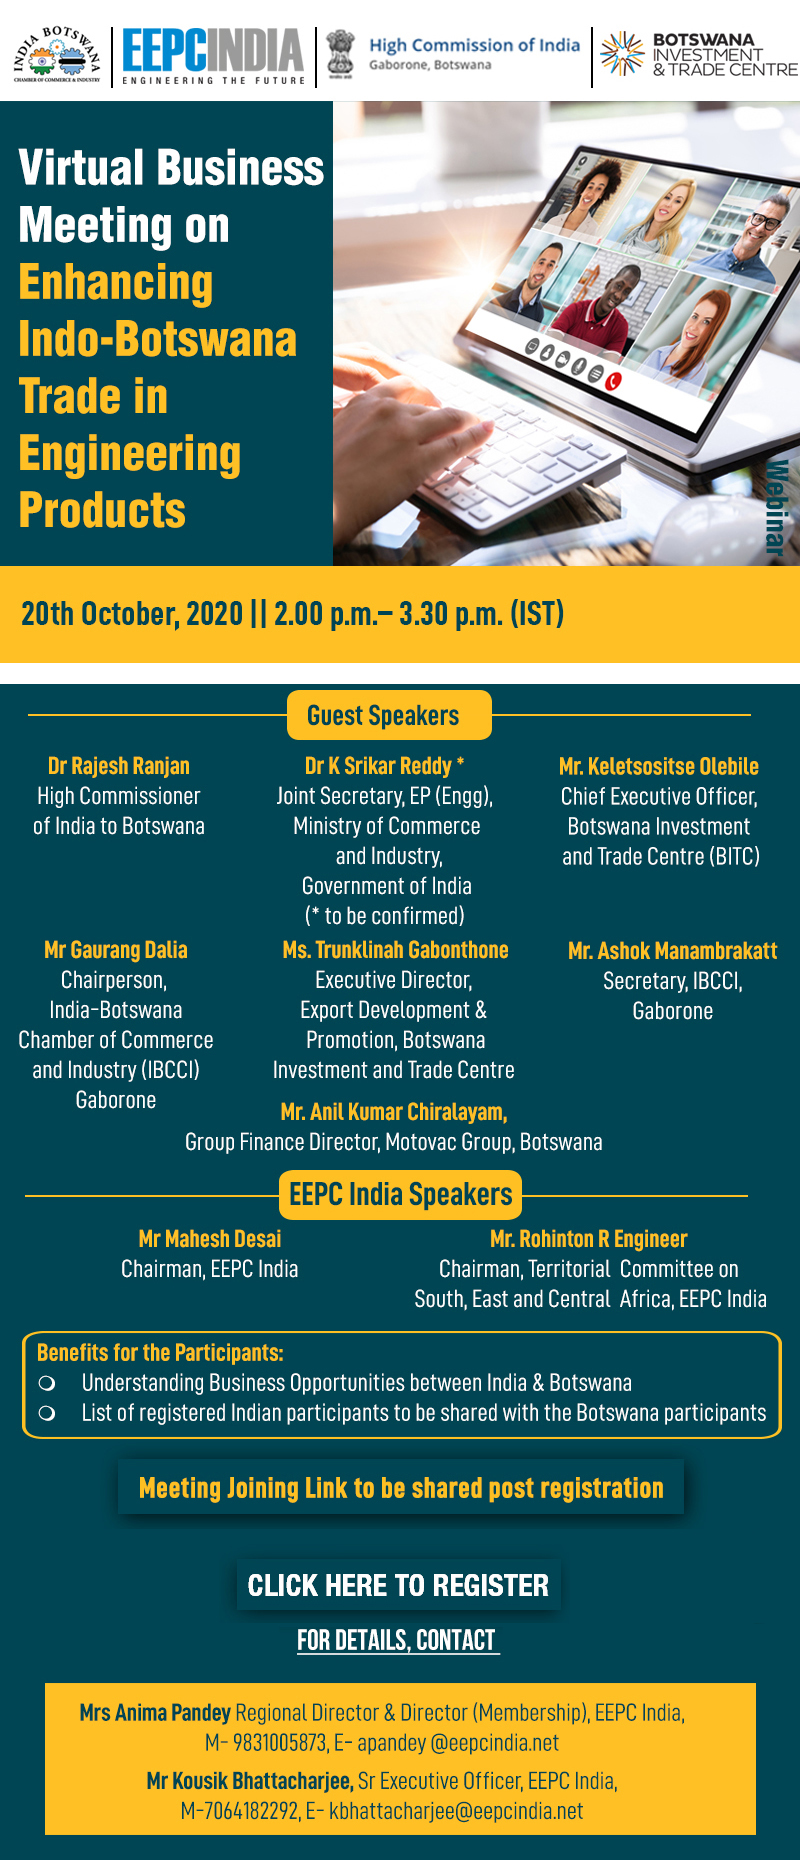 INDIA BOTSWANA
CHAMBER OF COMMERCE & INDUSTRY
EEPCINDIA
ENGINEERING THE FUTURE
High Commission of India
Gaborone, Botswana
BOTSWANA
INVESTMENT
& TRADE CENTRE
Virtual Business
Meeting on
Enhancing
Indo-Botswana
Trade in
Engineering
Products
Webinar
20th October, 2020 || 2.00 p.m.– 3.30 p.m. (IST)
Guest Speakers
Dr Rajesh Ranjan
High Commissioner
of India to Botswana
Dr K Srikar Reddy *
Joint Secretary, EP (Engg),
Ministry of Commerce
and Industry,
Government of India
(* to be confirmed)
Mr. Keletsositse Olebile
Chief Executive Officer,
Botswana Investment
and Trade Centre (BITC)
Mr Gaurang Dalia
Chairperson,
India-Botswana
Chamber of Commerce
and Industry (IBCCI)
Gaborone
Ms. Trunklinah Gabonthone
Executive Director,
Export Development &
Promotion, Botswana
Investment and Trade Centre
Mr. Ashok Manambrakatt
Secretary, IBCCI,
Gaborone
Mr. Anil Kumar Chiralayam,
Group Finance Director, Motovac Group, Botswana
EEPC India Speakers
Mr Mahesh Desai
Chairman, EEPC India
Mr. Rohinton R Engineer
Chairman, Territorial Committee on
South, East and Central Africa, EEPC India
Benefits for the Participants:
❍ Understanding Business Opportunities between India & Botswana
❍ List of registered Indian participants to be shared with the Botswana participants
Meeting Joining Link to be shared post registration
CLICK HERE TO REGISTER
FOR DETAILS, CONTACT
Mrs Anima Pandey Regional Director & Director (Membership), EEPC India,
M- 9831005873, E- apandey @eepcindia.net
Mr Kousik Bhattacharjee, Sr Executive Officer, EEPC India,
M-7064182292, E- kbhattacharjee@eepcindia.net